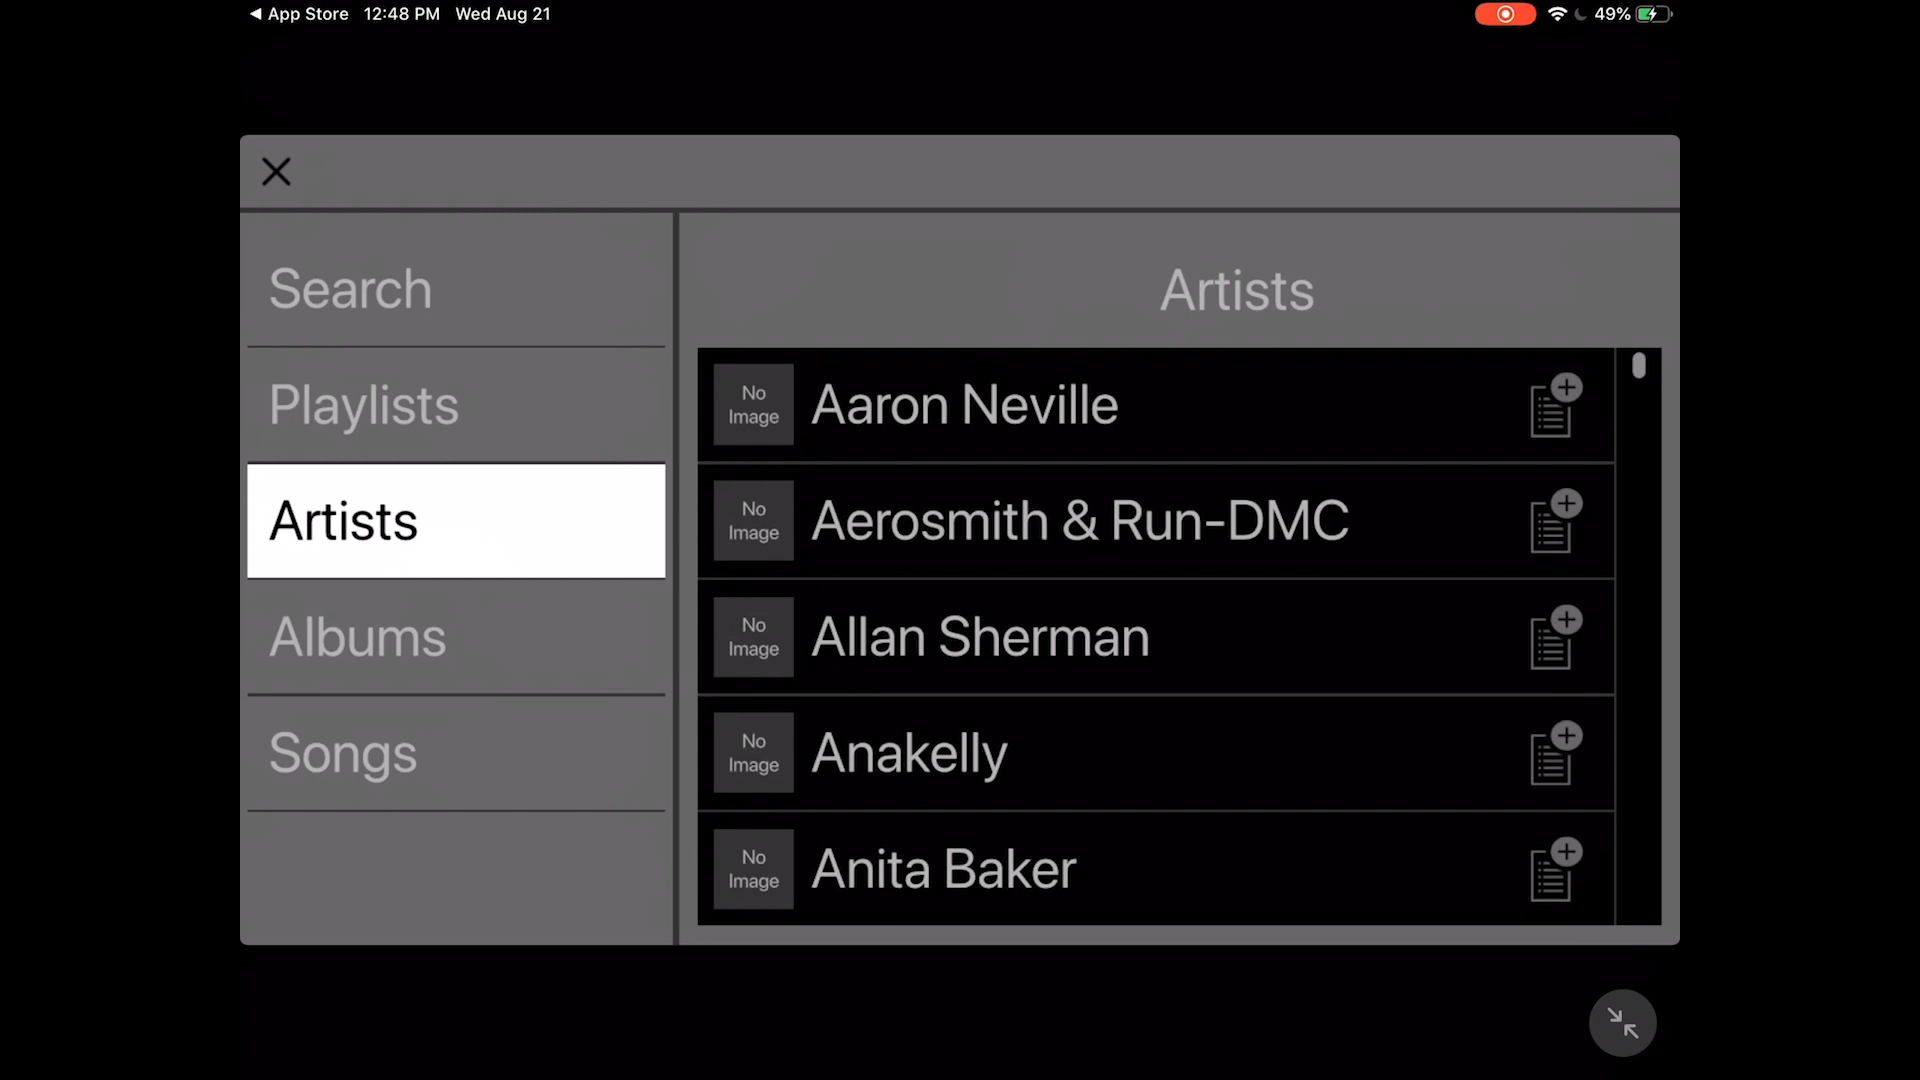 ◀ App Store 12:48 PM Wed Aug 21
49%
Search
Playlists
Artists
Albums
Songs
Artists
No Image
Aaron Neville
No Image
Aerosmith & Run-DMC
No Image
Allan Sherman
No Image
Anakelly
No Image
Anita Baker